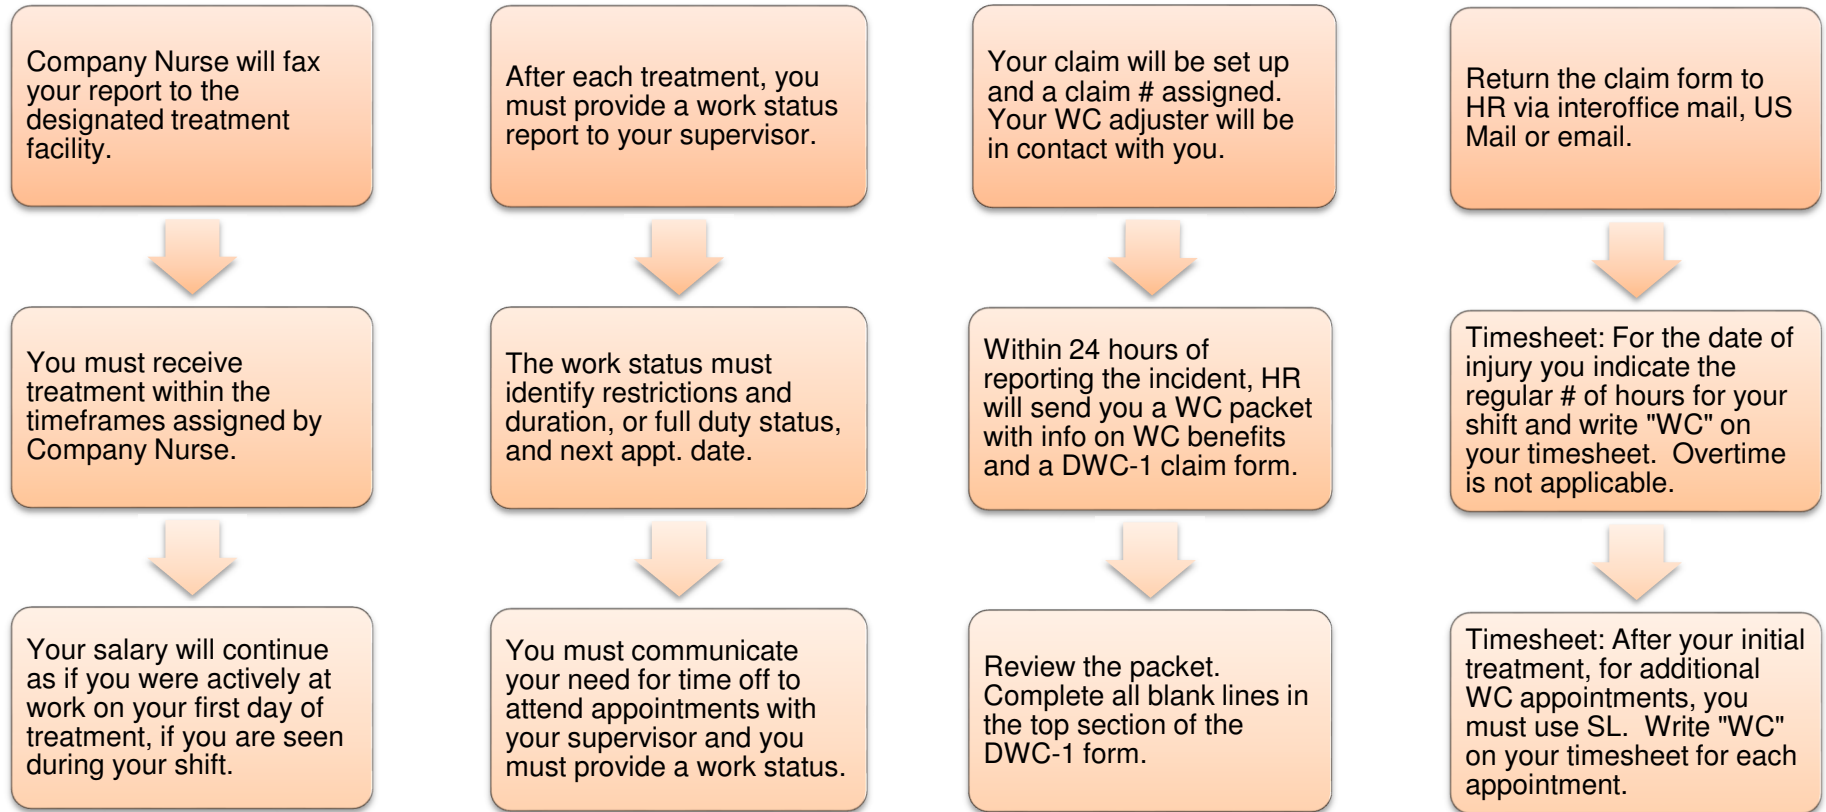 Company Nurse will fax
your report to the
designated treatment
facility.
You must receive
treatment within the
timeframes assigned by
Company Nurse.
Your salary will continue
as if you were actively at
work on your first day of
treatment, if you are seen
during your shift.
After each treatment, you
must provide a work status
report to your supervisor.
The work status must
identify restrictions and
duration, or full duty status,
and next appt. date.
You must communicate
your need for time off to
attend appointments with
your supervisor and you
must provide a work status.
Your claim will be set up
and a claim # assigned.
Your WC adjuster will be
in contact with you.
Within 24 hours of
reporting the incident, HR
will send you a WC packet
with info on WC benefits
and a DWC-1 claim form.
Review the packet.
Complete all blank lines in
the top section of the
DWC-1 form.
Return the claim form to
HR via interoffice mail, US
Mail or email.
Timesheet: For the date of
injury you indicate the
regular # of hours for your
shift and write "WC" on
your timesheet.  Overtime
is not applicable.
Timesheet: After your initial
treatment, for additional
WC appointments, you
must use SL.  Write "WC"
on your timesheet for each
appointment.